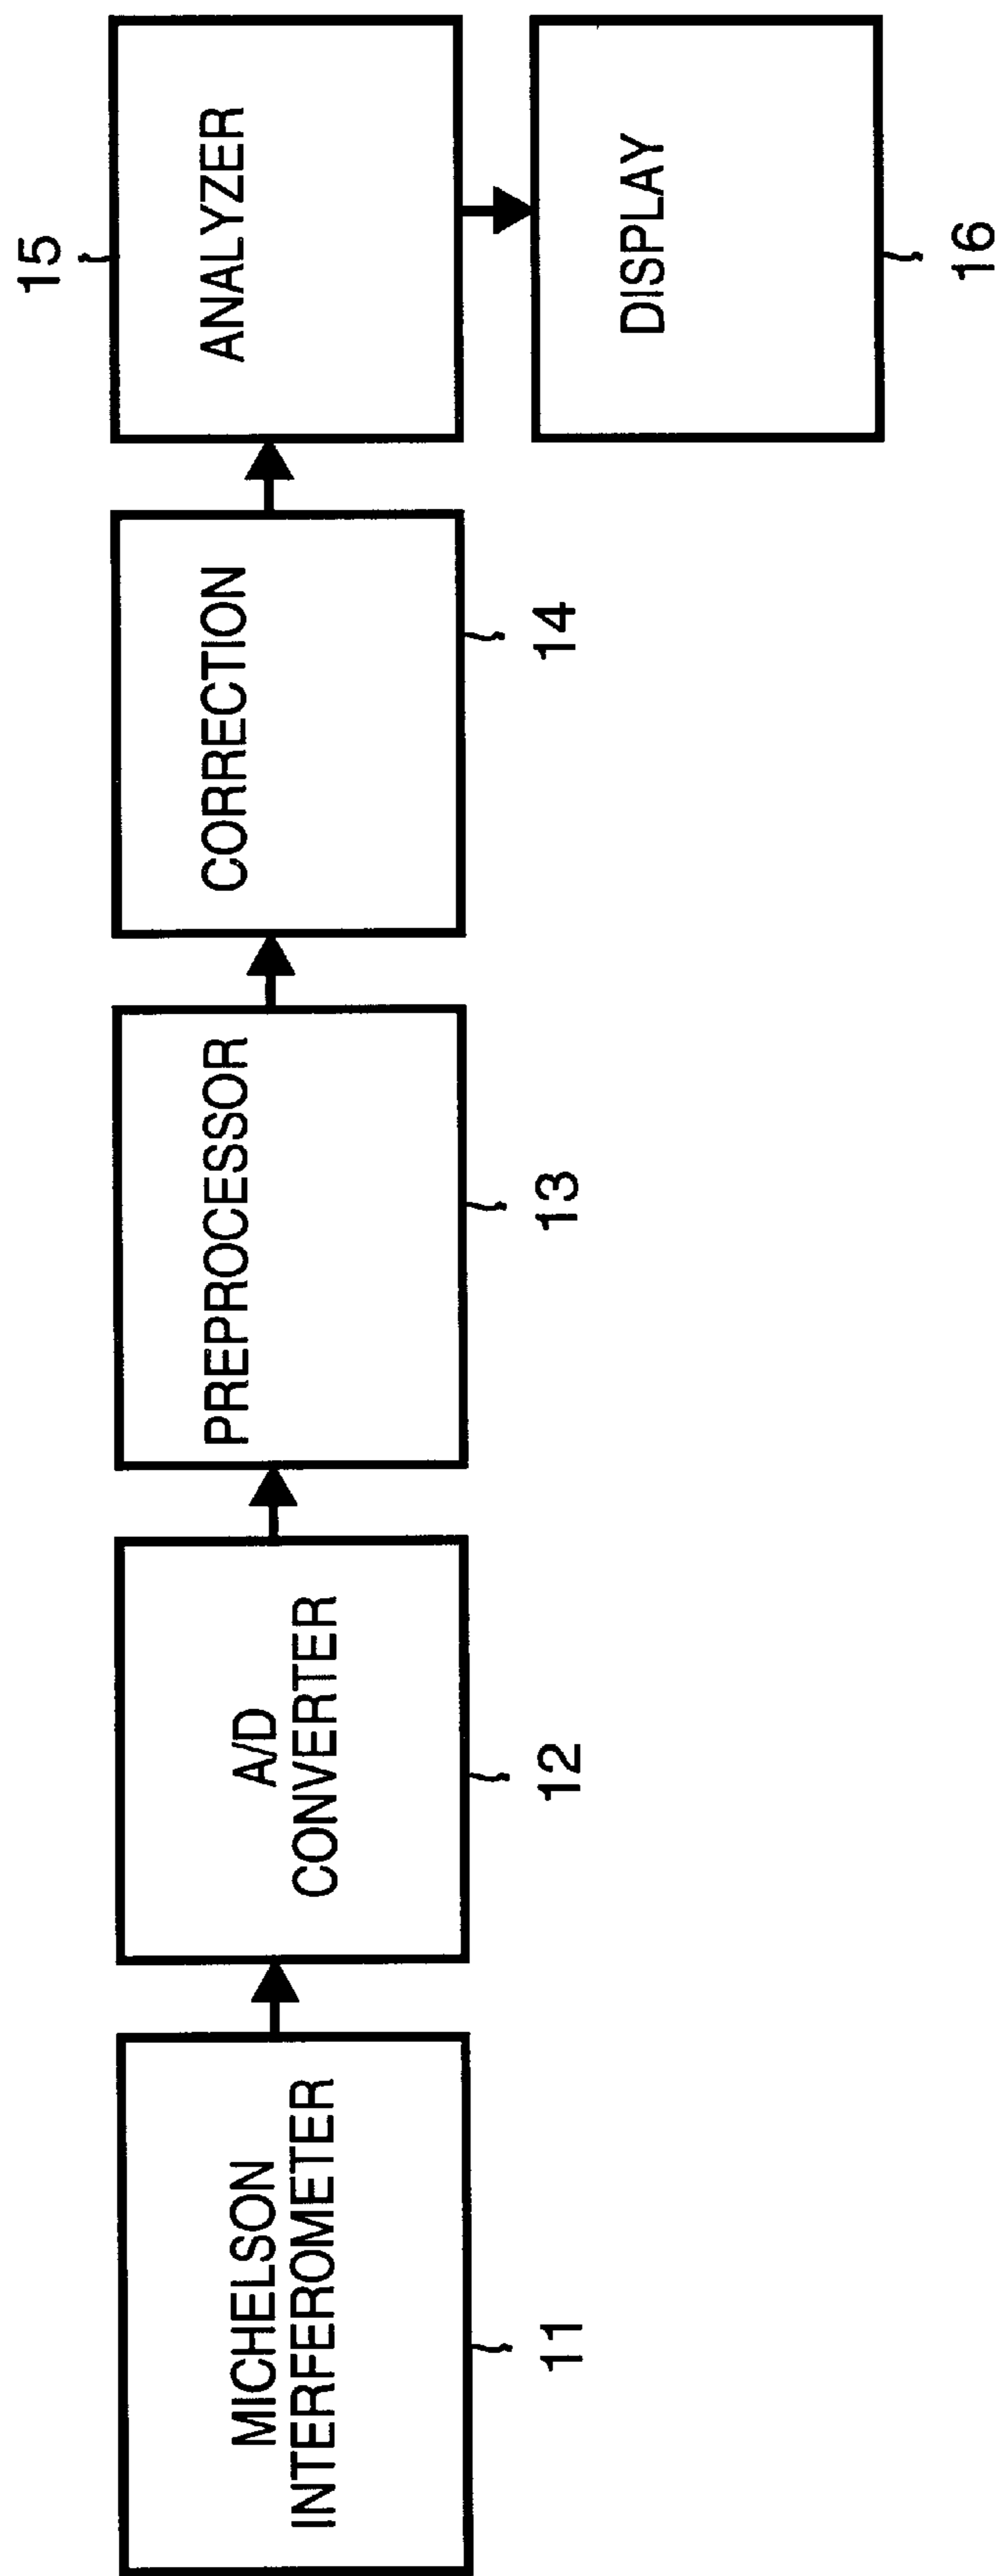 MICHELSON
INTERFEROMETER
11
A/D
CONVERTER
12
PREPROCESSOR
13
CORRECTION
14
ANALYZER
15
DISPLAY
16